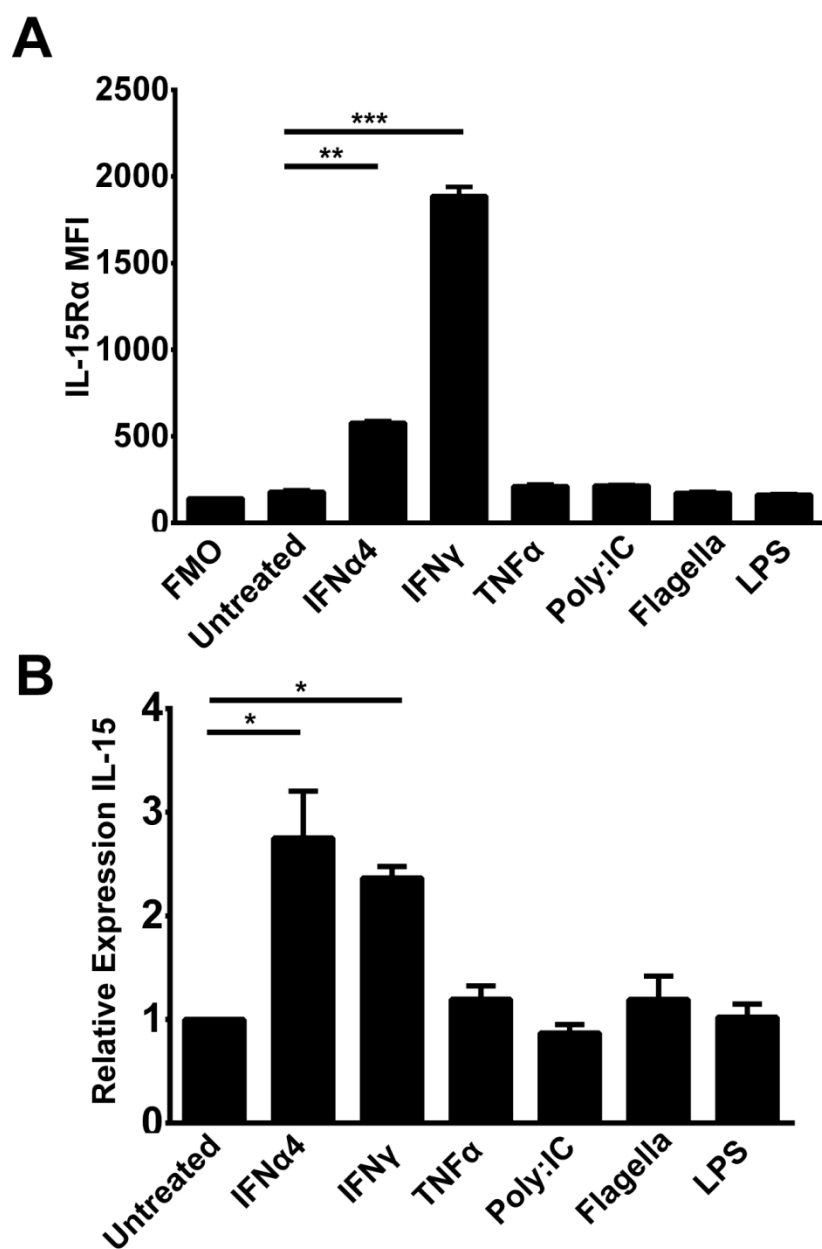 A
IL-15Rα MFI
2500
2000
1500
1000
500
0
***
**
FMO
Untreated
IFNα4
IFNγ
TNFα
Poly:IC
Flagella
LPS
B
Relative Expression IL-15
4
3
2
1
0
*
*
Untreated
IFNα4
IFNγ
TNFα
Poly:IC
Flagella
LPS